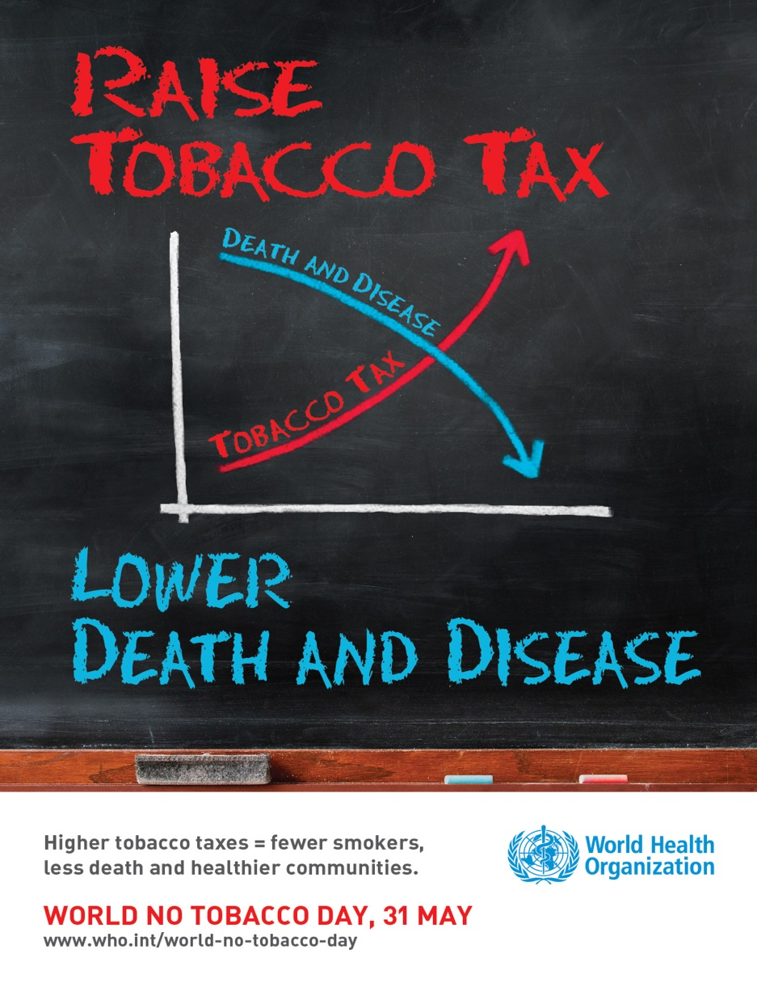 Raise
Tobacco Tax
Death and Disease
Tobacco Tax
Lower
Death and Disease
Higher tobacco taxes = fewer smokers,
less death and healthier communities.
World Health
Organization
WORLD NO TOBACCO DAY, 31 MAY
www.who.int/world-no-tobacco-day